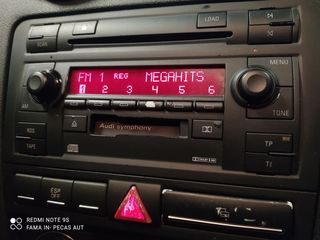 LOAD
SCAN
FM 1 REG MEGAHITS
1 2 3 4 5 6
MENU
AM
TONE
RDS
Audi symphony
TP
TAPE
TI
ESP
OFF
REDMI NOTE 9S
FAMA IN' PECAS AUTO